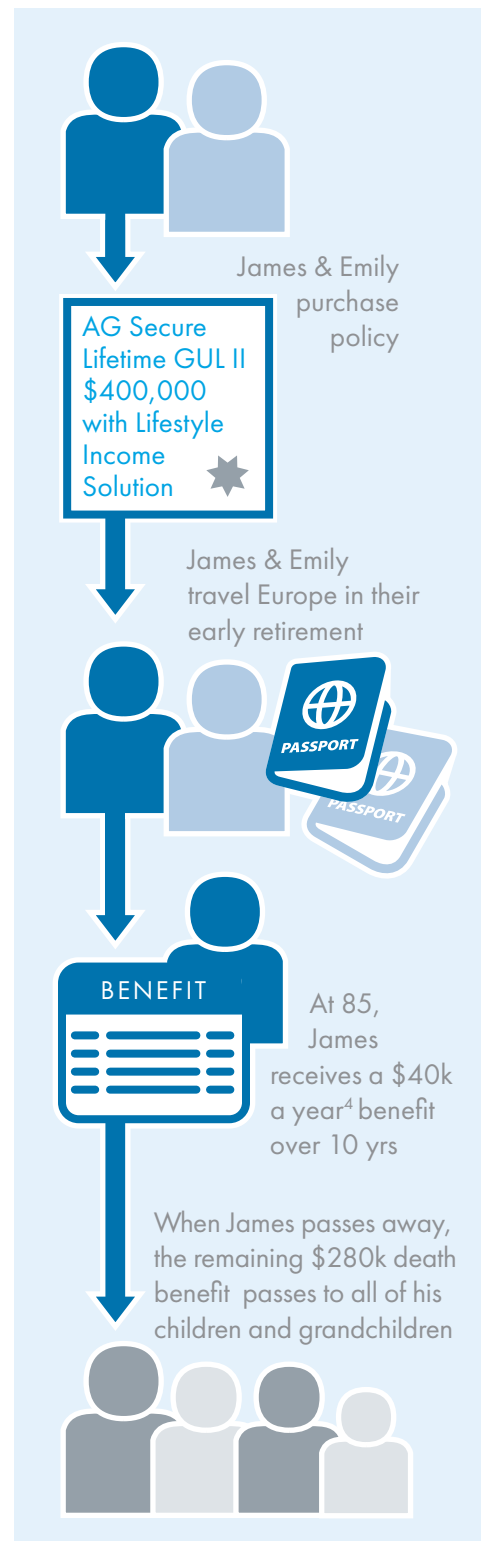 James & Emily
purchase
policy
AG Secure
Lifetime GUL II
$400,000
with Lifestyle
Income
Solution
James & Emily
travel Europe in their
early retirement
PASSPORT
PASSPORT
BENEFIT
At 85,
James
receives a $40k
a year⁴ benefit
over 10 yrs
When James passes away,
the remaining $280k death
benefit  passes to all of his
children and grandchildren